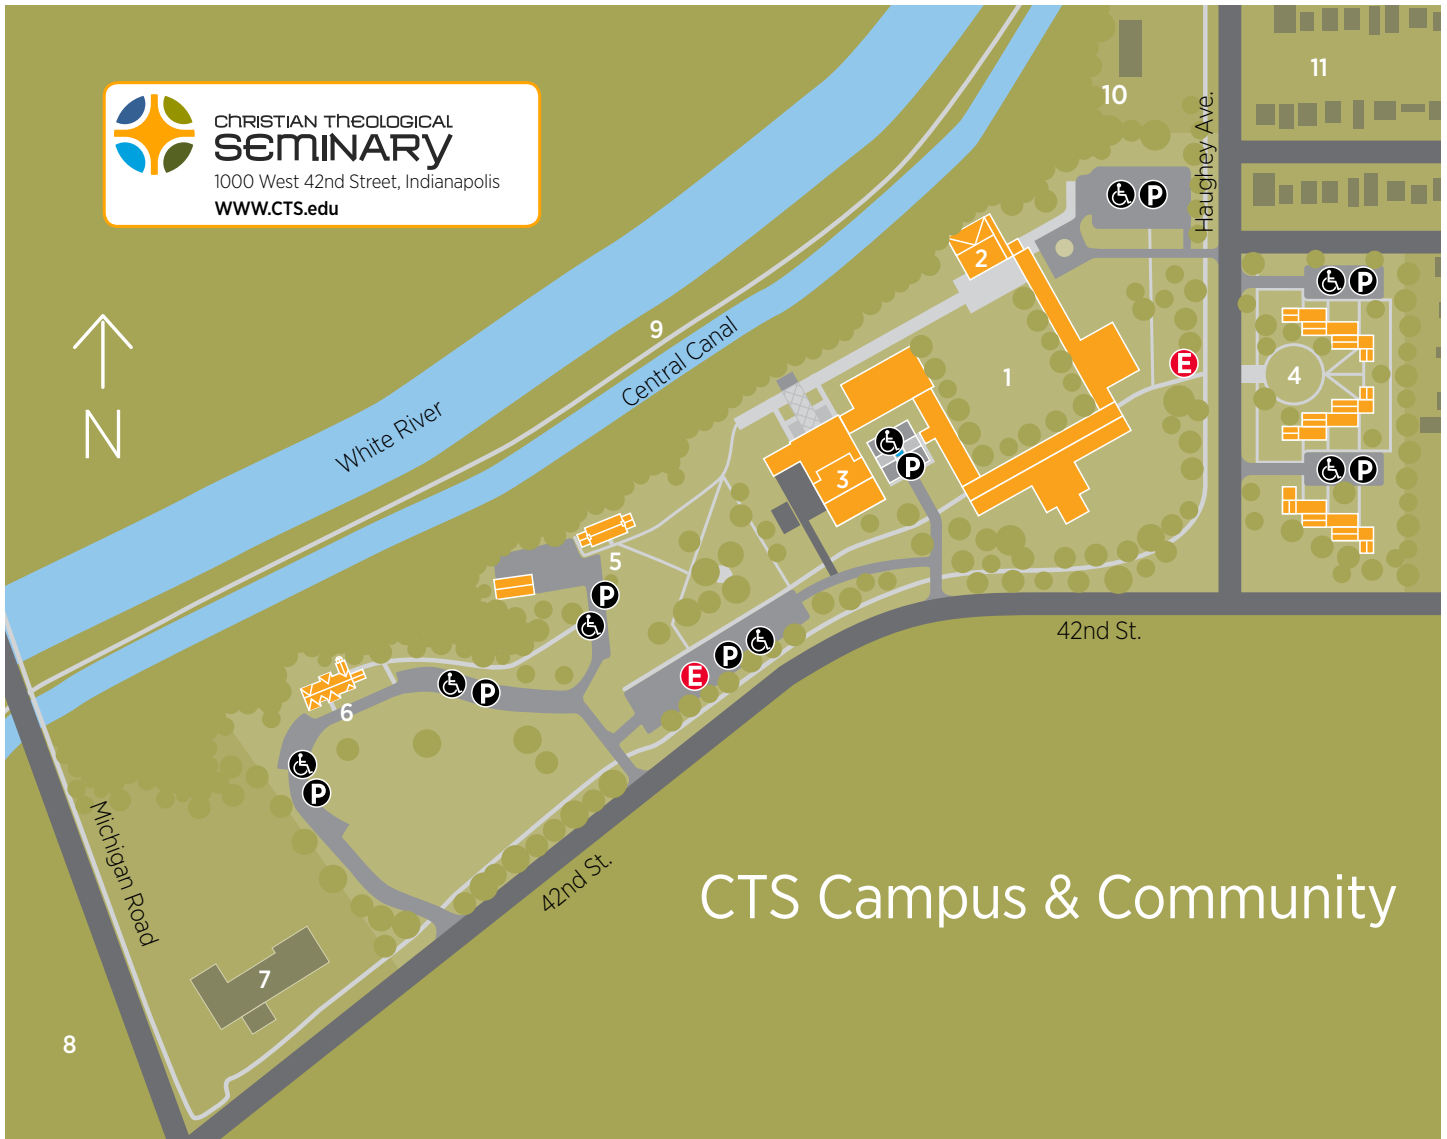 CHRISTIAN THEOLOGICAL
SEMINARY
1000 West 42nd Street, Indianapolis
WWW.CTS.edu
11
10
Haughey Ave.
P
2
9
Central Canal
P
E
1
4
N
White River
P
P
3
5
P
42nd St.
P
E
P
6
P
Michigan Road
42nd St.
CTS Campus & Community
7
8